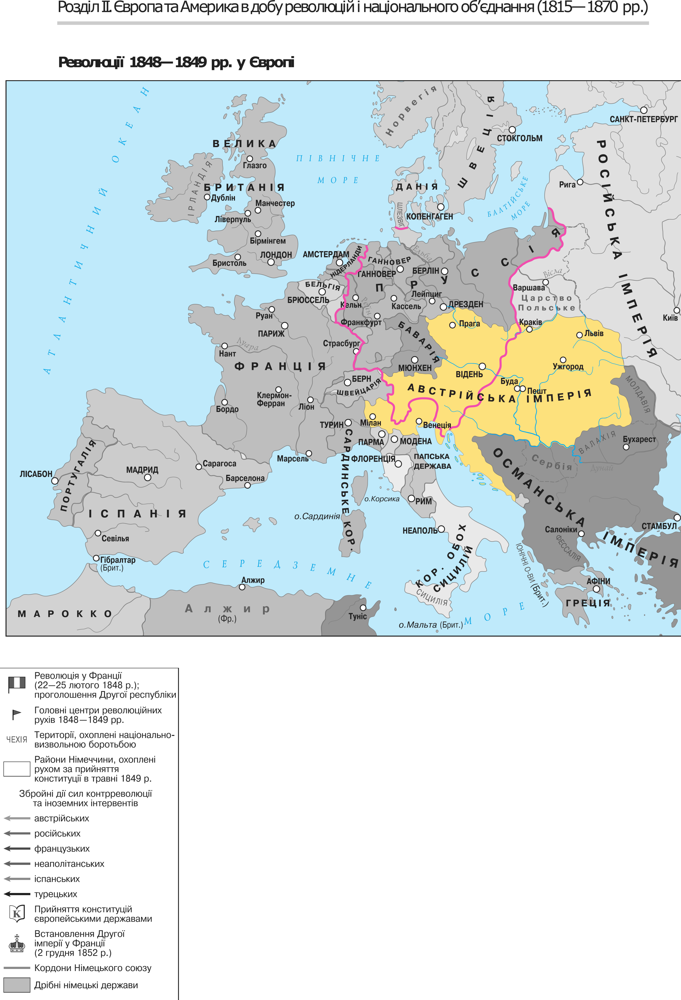 Розділ II. Європа та Америка в добу революцій і національного об’єднання (1815—1870 рр.)
Революції 1848—1849 рр. у Європі
АТЛАНТИЧНИЙ ОКЕАН
Норвегія
ШВЕЦІЯ
САНКТ-ПЕТЕРБУРГ
СТОКГОЛЬМ
ВЕЛИКА
БРИТАНІЯ
ПІВНІЧНЕ
МОРЕ
Глазго
ІРЛАНДІЯ
Дублін
Манчестер
Ліверпуль
Бірмінгем
Бристоль
ЛОНДОН
ДАНІЯ
ШЛЕЗВІГ
КОПЕНГАГЕН
БАЛТІЙСЬКЕ
МОРЕ
Рига
РОСІЙСЬКА ІМПЕРІЯ
АМСТЕРДАМ
НІДЕРЛАНДИ
ГАННОВЕР
ГАННОВЕР
Ельба
БЕРЛІН
ПРУССІЯ
Вісла
Варшава
Царство
Польське
БЕЛЬГІЯ
БРЮССЕЛЬ
Кельн
Рейн
Кассель
Лейпциг
ДРЕЗДЕН
Франкфурт
Руан
ПАРИЖ
Страсбург
Луара
Нант
ФРАНЦІЯ
БАВАРІЯ
МЮНХЕН
Прага
Краків
Львів
Київ
Ужгород
ВІДЕНЬ
Буда
Пешт
АВСТРІЙСЬКА ІМПЕРІЯ
МОЛДАВІЯ
БЕРН
ШВЕЙЦАРІЯ
Клермон-
Ферран
Ліон
Бордо
ТУРИН
Мілан
Венеція
ПАРМА
МОДЕНА
ФЛОРЕНЦІЯ
ПАПСЬКА
ДЕРЖАВА
Марсель
САРДИНСЬКЕ КОР.
о.Корсика
о.Сардинія
РИМ
НЕАПОЛЬ
КОР. ОБОХ
СИЦИЛІЙ
СИЦИЛІЯ
ВАЛАХІЯ
Бухарест
Сербія
Дунай
ОСМАНСЬКА ІМПЕРІЯ
Салоніки
СТАМБУЛ
ФЕССАЛІЯ
ІОНІЧНІ О-ВИ (Брит.)
АФІНИ
ГРЕЦІЯ
ПОРТУГАЛІЯ
ЛІСАБОН
МАДРИД
Сарагоса
Барселона
ІСПАНІЯ
Севілья
Гібралтар
(Брит.)
СЕРЕДЗЕМНЕ
МОРЕ
Алжир
МАРОККО
Алжир
(Фр.)
Туніс
о.Мальта (Брит.)
Революція у Франції
(22—25 лютого 1848 р.);
проголошення Другої республіки
Головні центри революційних
рухів 1848—1849 рр.
ЧЕХІЯ
Території, охоплені національно-
визвольною боротьбою
Райони Німеччини, охоплені
рухом за прийняття
конституції в травні 1849 р.
Збройні дії сил контрреволюції
та іноземних інтервентів
австрійських
російських
французьких
неаполітанських
іспанських
турецьких
К
Прийняття конституцій
європейськими державами
Встановлення Другої
імперії у Франції
(2 грудня 1852 р.)
Кордони Німецького союзу
Дрібні німецькі держави